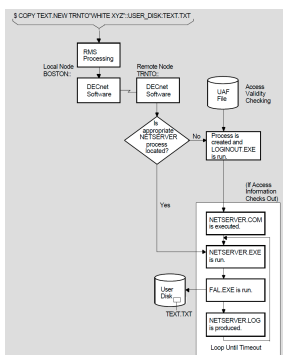 $ COPY TEXT.NEW TRNTO"WHITE XYZ"::USER_DISK:TEXT.TXT
RMS
Processing
Local Node
BOSTON::
Remote Node
TRNTO::
DECnet
Software
DECnet
Software
UAF
File
Access
Validity
Checking
Is
appropriate
NETSERVER
process
located?
No
Process is
created and
LOGINOUT.EXE
is run.
(If Access
Information
Checks Out)
Yes
NETSERVER.COM
is executed.
NETSERVER.EXE
is run.
User
Disk
FAL.EXE is run.
TEXT.TXT
NETSERVER.LOG
is produced.
Loop Until Timeout